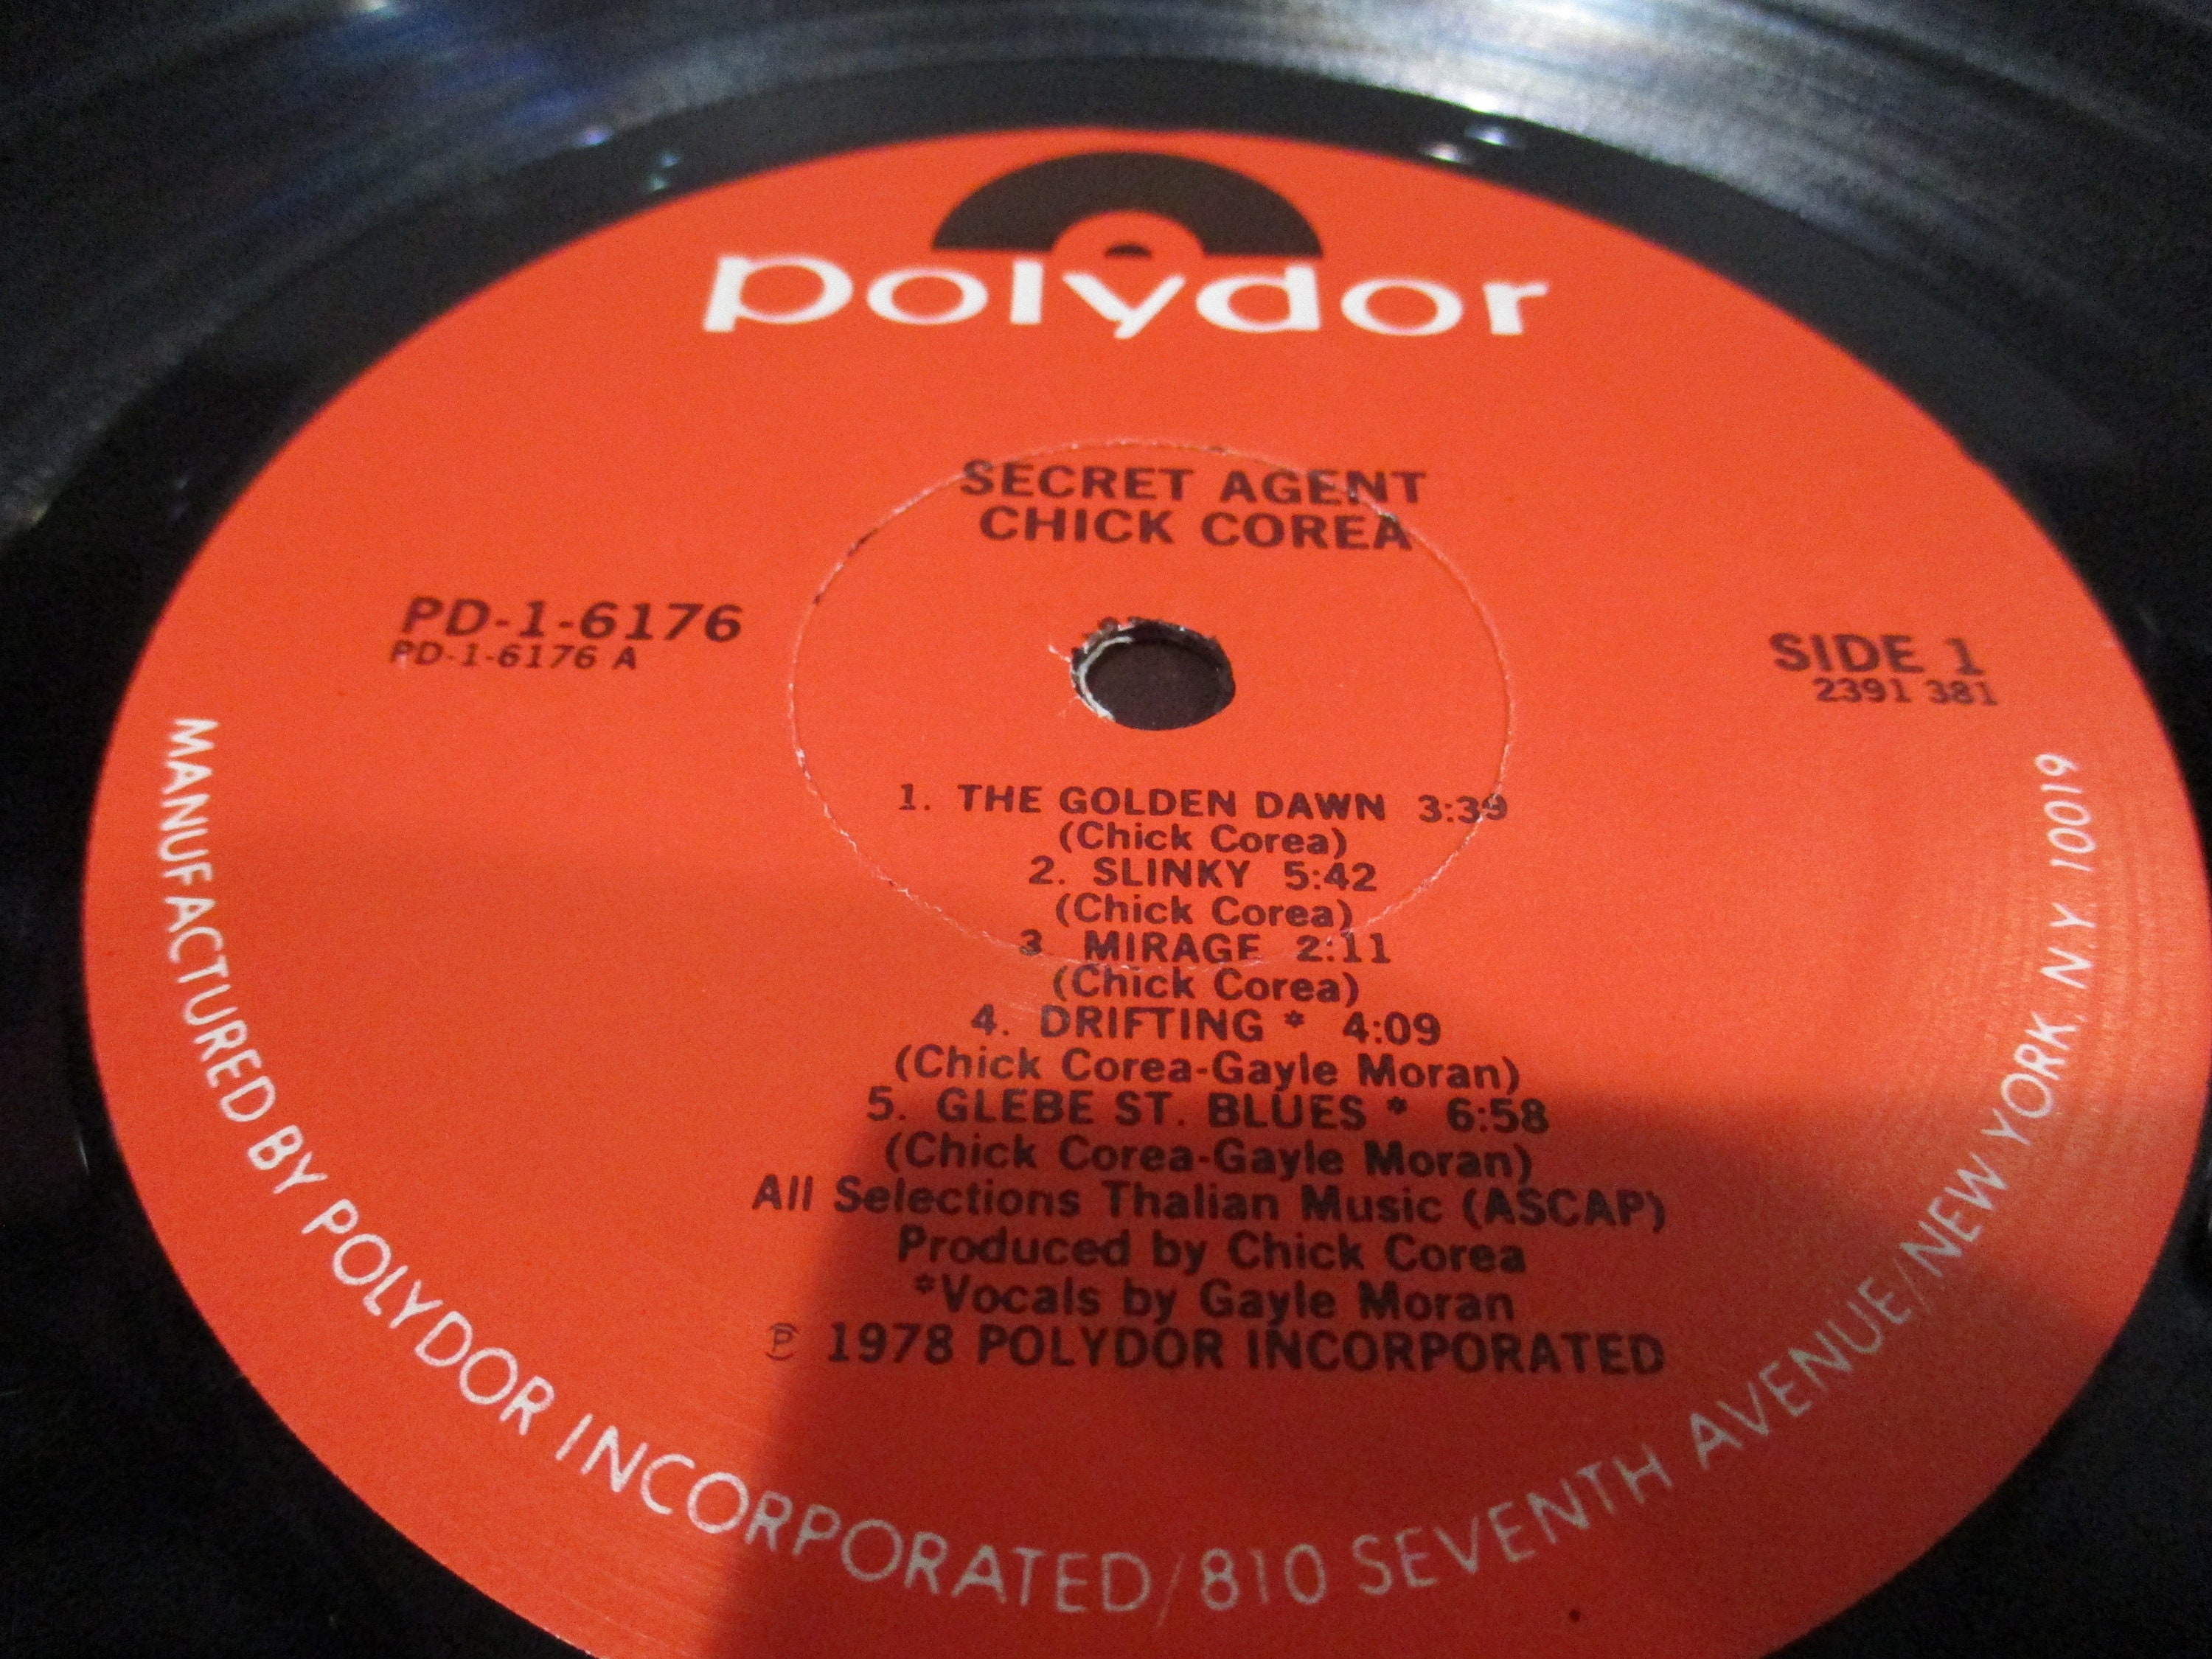 polydor
SECRET AGENT
CHICK COREA
PD-1-6176
PD-1-6176 A
SIDE 1
2391 381
1. THE GOLDEN DAWN 3:39
(Chick Corea)
2. SLINKY 5:42
(Chick Corea)
3. MIRAGE 2:11
(Chick Corea)
4. DRIFTING * 4:09
(Chick Corea-Gayle Moran)
5. GLEBE ST. BLUES * 6:58
(Chick Corea-Gayle Moran)
All Selections Thalian Music (ASCAP)
Produced by Chick Corea
*Vocals by Gayle Moran
℗ 1978 POLYDOR INCORPORATED
MANUFACTURED BY POLYDOR INCORPORATED/810 SEVENTH AVENUE/NEW YORK, N.Y. 10019